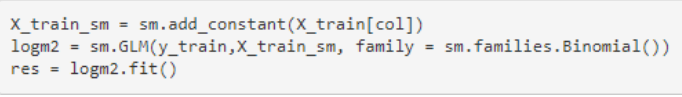 X_train_sm = sm.add_constant(X_train[col])
logm2 = sm.GLM(y_train,X_train_sm, family = sm.families.Binomial())
res = logm2.fit()